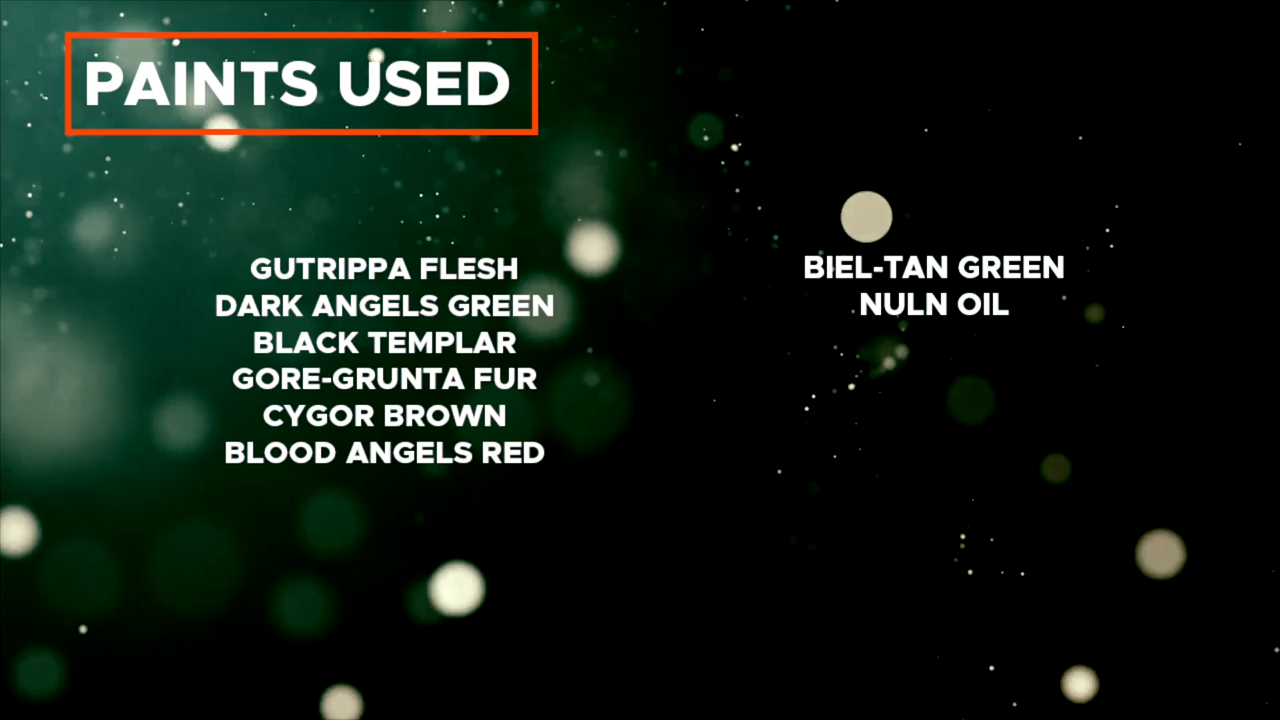 PAINTS USED
GUTRIPPA FLESH
DARK ANGELS GREEN
BLACK TEMPLAR
GORE-GRUNTA FUR
CYGOR BROWN
BLOOD ANGELS RED
BIEL-TAN GREEN
NULN OIL